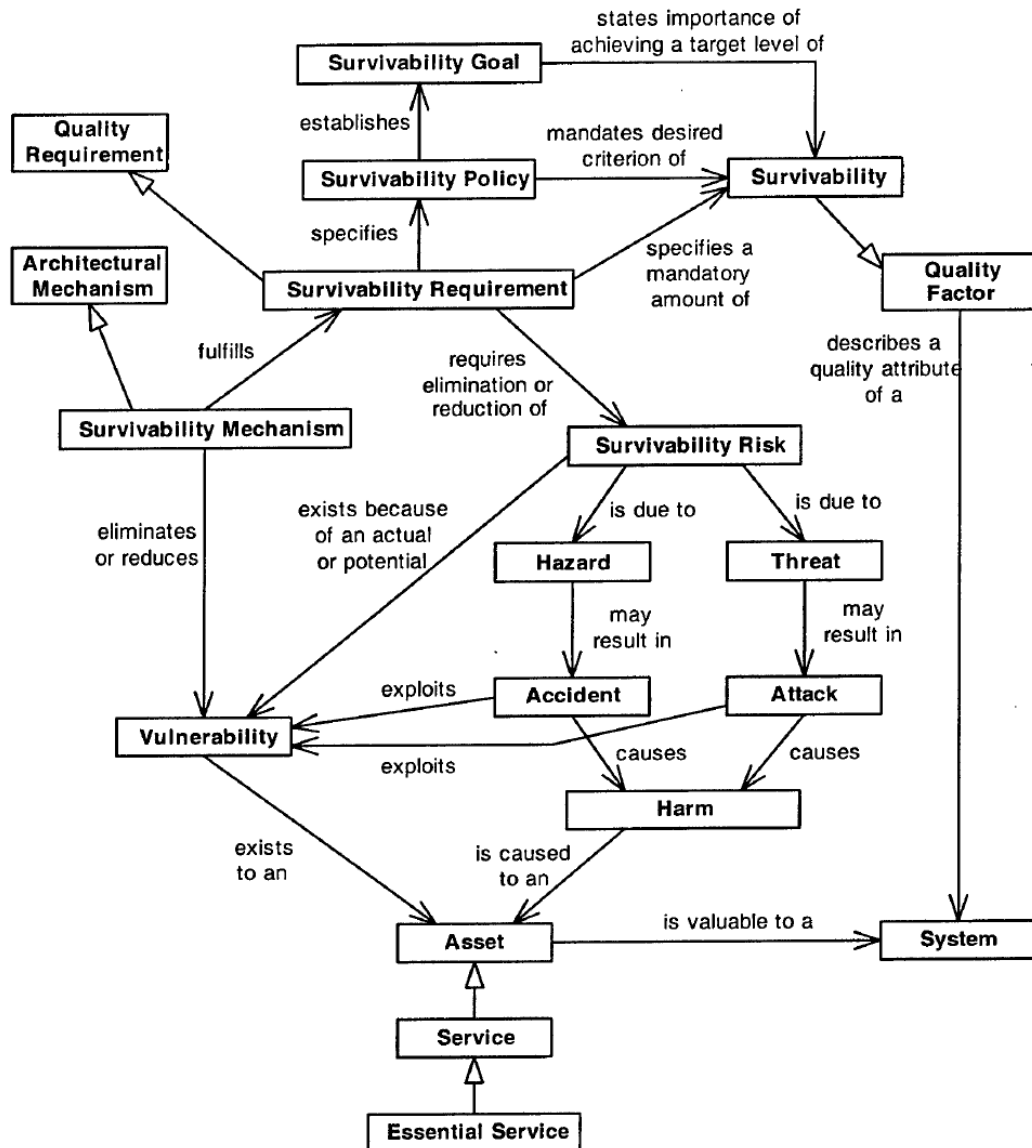 states importance of
achieving a target level of
Survivability Goal
Quality
Requirement
establishes
mandates desired
criterion of
Survivability Policy
Survivability
specifies
specifies a
mandatory
amount of
Architectural
Mechanism
Survivability Requirement
Quality
Factor
fulfills
requires
elimination or
reduction of
describes a
quality attribute
of a
Survivability Mechanism
Survivability Risk
eliminates
or reduces
exists because
of an actual
or potential
is due to
is due to
Hazard
Threat
may
result in
may
result in
exploits
Accident
Attack
Vulnerability
exploits
causes
causes
Harm
exists
to an
is caused
to an
Asset
is valuable to a
System
Service
Essential Service